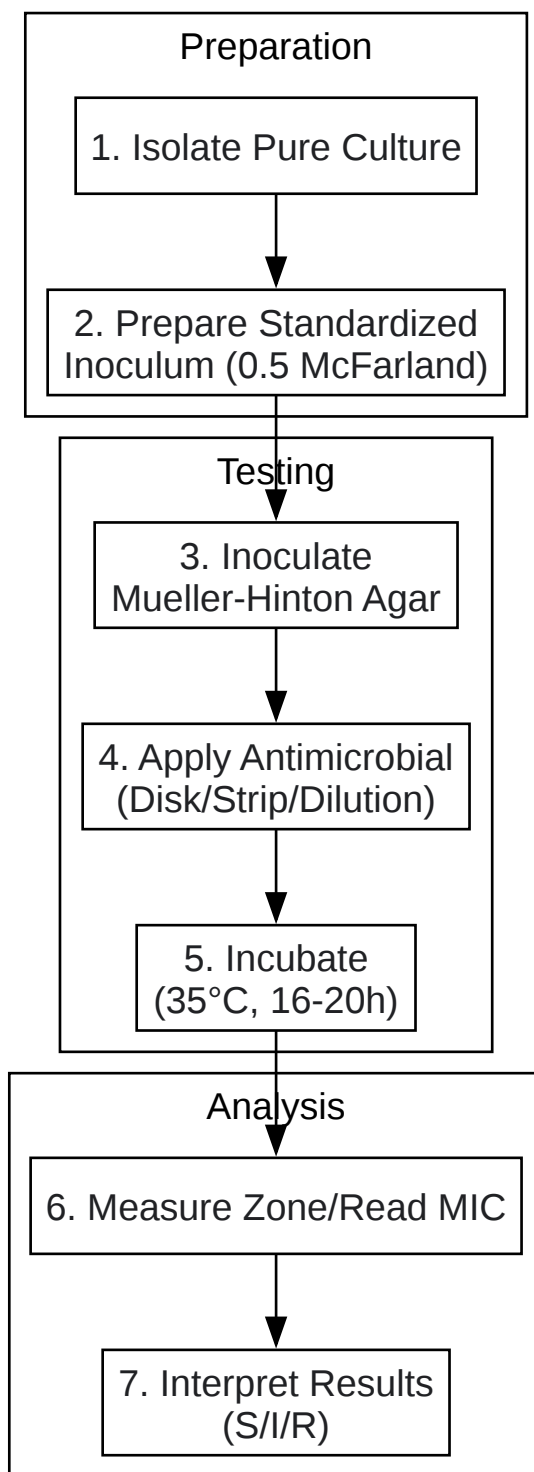 Preparation
1. Isolate Pure Culture
2. Prepare Standardized
Inoculum (0.5 McFarland)
Testing
3. Inoculate
Mueller-Hinton Agar
4. Apply Antimicrobial
(Disk/Strip/Dilution)
5. Incubate
(35°C, 16-20h)
Analysis
6. Measure Zone/Read MIC
7. Interpret Results
(S/I/R)